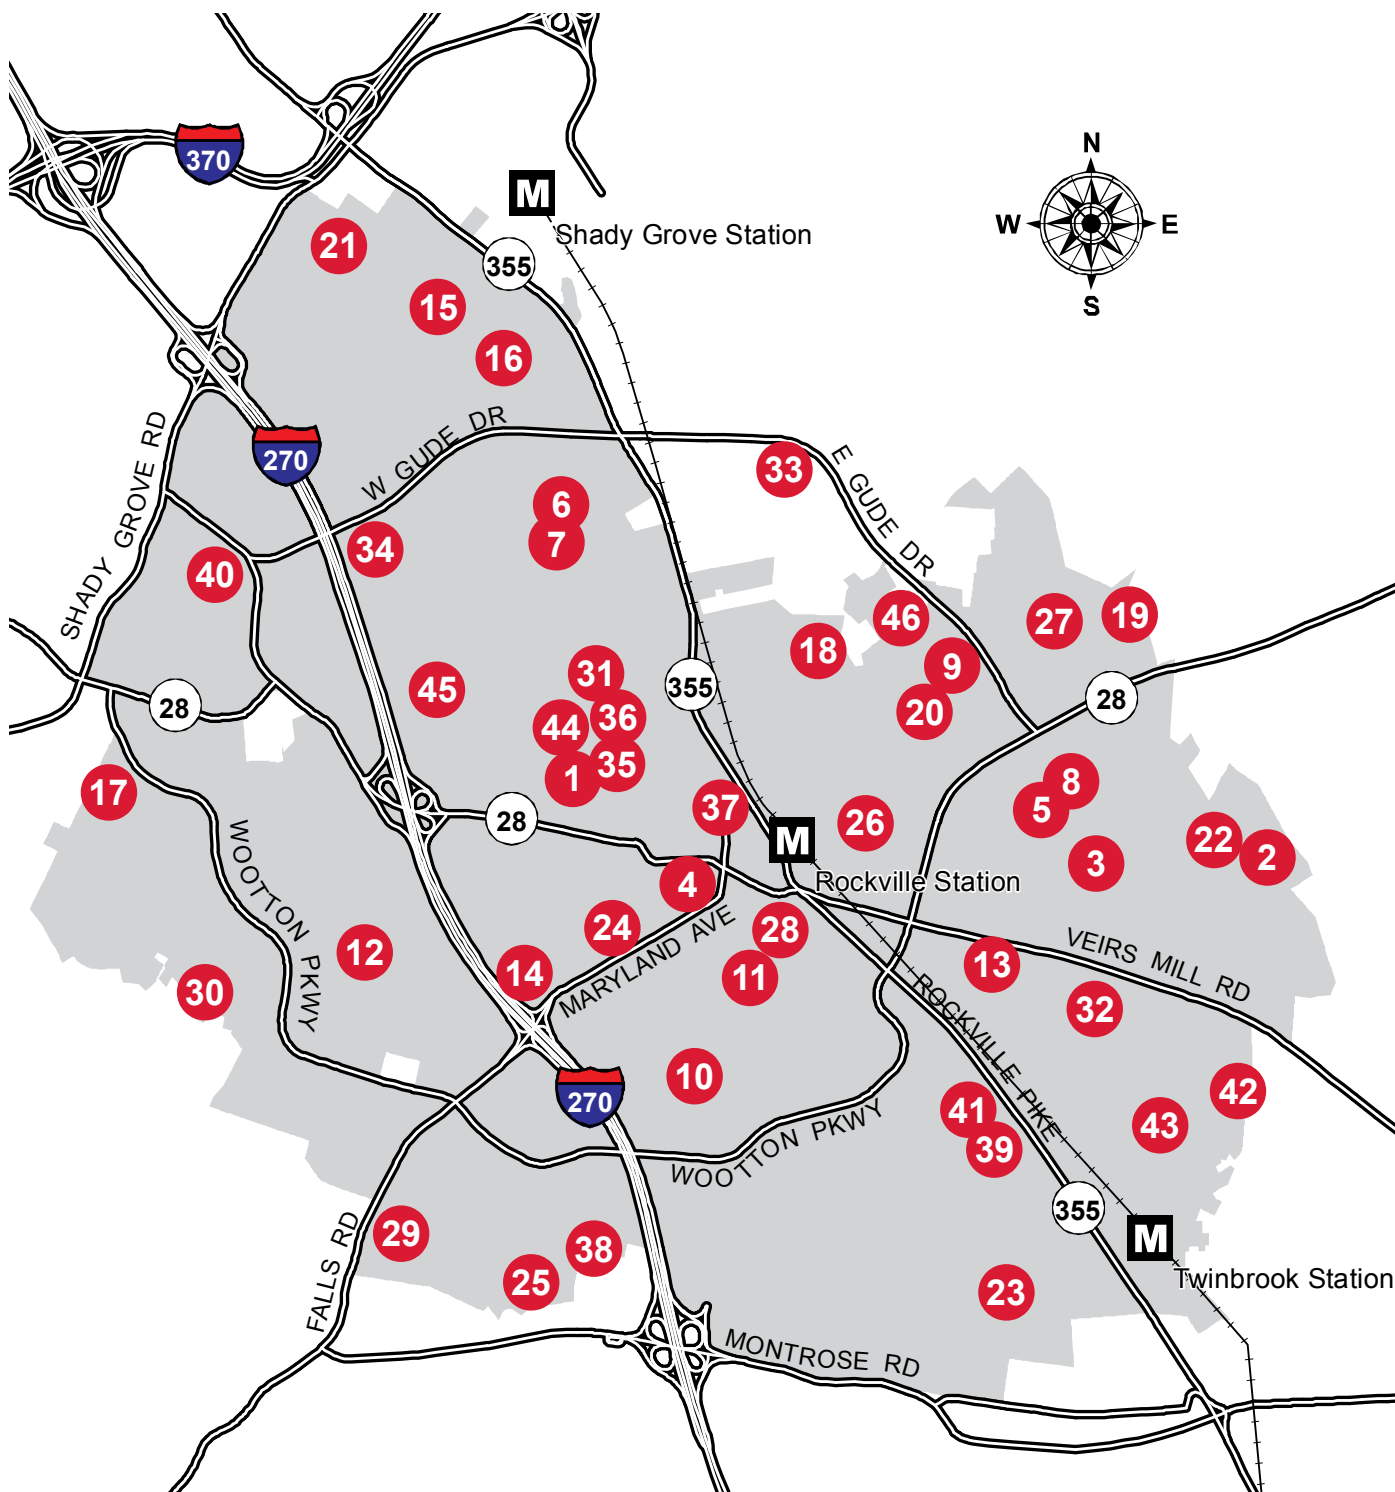 370
M
Shady Grove Station
N
W
E
S
21
355
15
16
SHADY GROVE RD
270
W GUDE DR
33
E GUDE DR
6
7
34
40
46
27
19
18
9
20
31
45
355
28
28
44
36
35
1
17
37
8
5
26
22
2
3
28
M
Rockville Station
WOOTTON PKWY
4
24
MARYLAND AVE
28
VEIRS MILL RD
12
14
11
13
30
32
ROCKVILLE PIKE
10
270
42
41
43
39
WOOTTON PKWY
355
M
Twinbrook Station
29
38
25
FALLS RD
23
MONTROSE RD